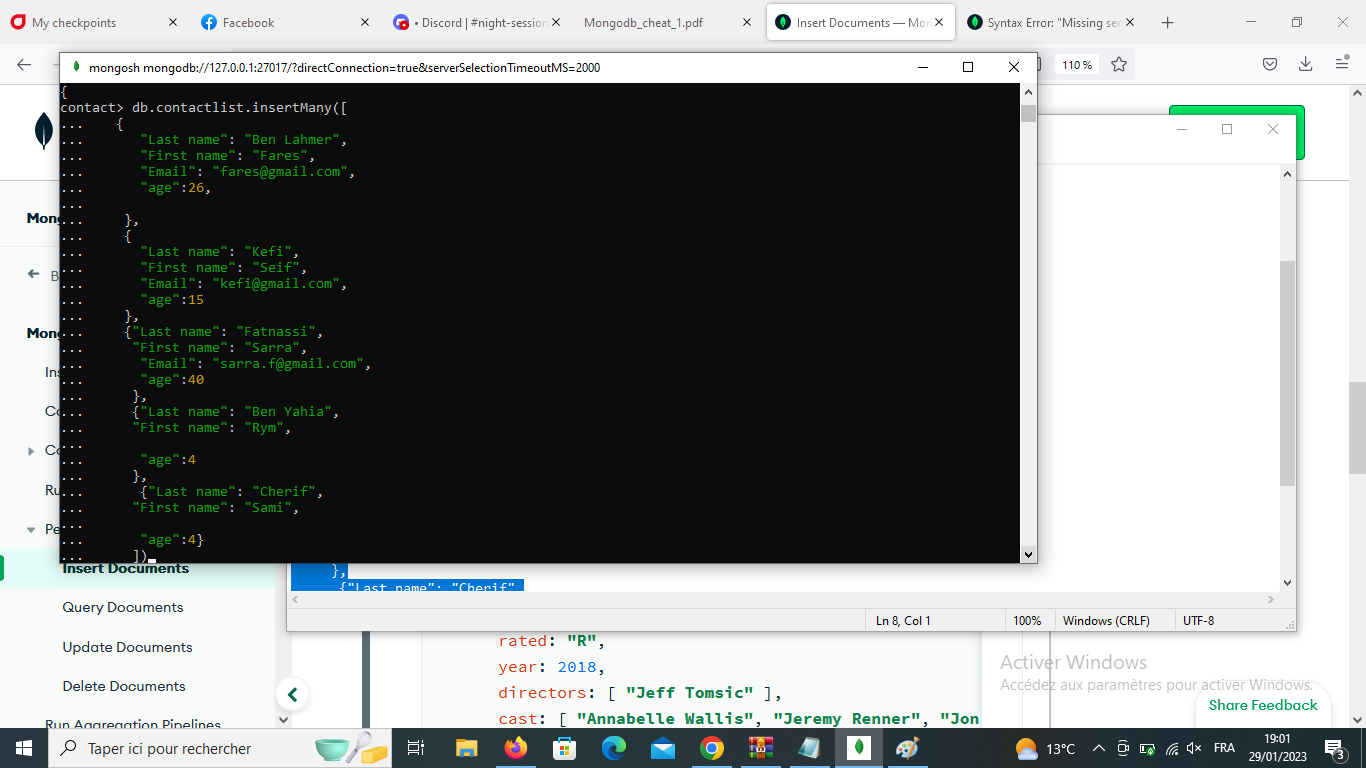 My checkpoints
Facebook
• Discord | #night-session
Mongodb_cheat_1.pdf
Insert Documents — Mon
Syntax Error: "Missing sem
110 %
mongosh mongodb://127.0.0.1:27017/?directConnection=true&serverSelectionTimeoutMS=2000
{
contact> db.contactlist.insertMany([
... {
... "Last name": "Ben Lahmer",
... "First name": "Fares",
... "Email": "fares@gmail.com",
... "age":26,
...
... },
... {
... "Last name": "Kefi",
... "First name": "Seif",
... "Email": "kefi@gmail.com",
... "age":15
... },
... {"Last name": "Fatnassi",
... "First name": "Sarra",
... "Email": "sarra.f@gmail.com",
... "age":40
... },
... {"Last name": "Ben Yahia",
... "First name": "Rym",
...
... "age":4
... },
... {"Last name": "Cherif",
... "First name": "Sami",
...
... "age":4}
... ])
Mon
B
Mon
Ins
Co
Co
Ru
Pe
Insert Documents
Query Documents
Update Documents
Delete Documents
Run Aggregation Pipelines
},
{"Last name": "Cherif",
Ln 8, Col 1
100%
Windows (CRLF)
UTF-8
rated: "R",
year: 2018,
directors: [ "Jeff Tomsic" ],
cast: [ "Annabelle Wallis", "Jeremy Renner", "Jon
Activer Windows
Accédez aux paramètres pour activer Windows.
Share Feedback
Taper ici pour rechercher
13°C
FRA
19:01
29/01/2023
3